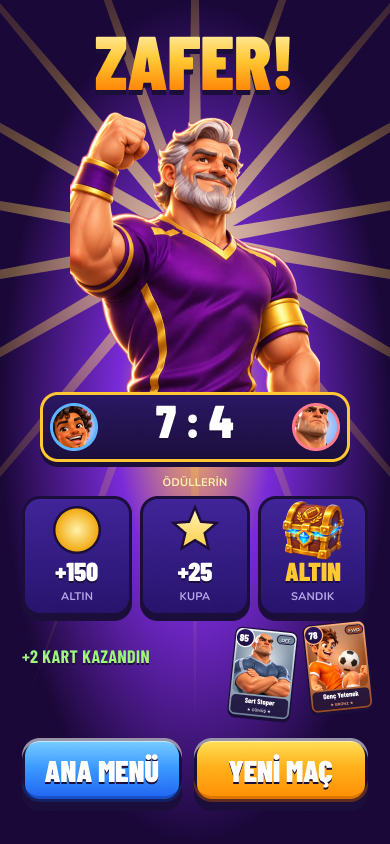 ZAFER!
7 : 4
ÖDÜLLERİN
+150
ALTIN
+25
KUPA
ALTIN
SANDIK
+2 KART KAZANDIN
85
Sert Stoper
78
FWD
Genç Yetenek
ANA MENÜ
YENİ MAÇ